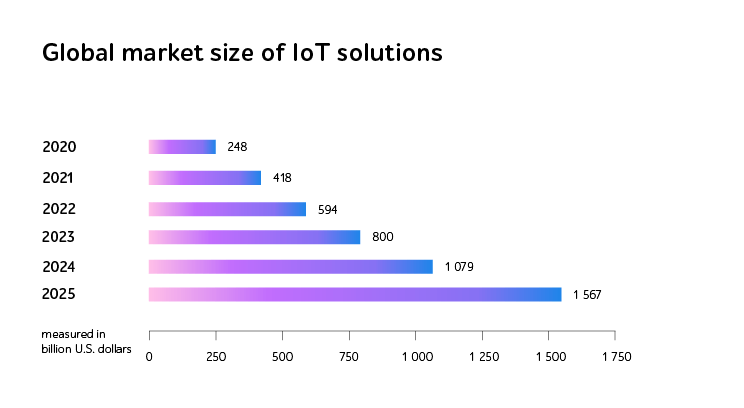 Global market size of IoT solutions
2020 248
2021 418
2022 594
2023 800
2024 1 079
2025 1 567
measured in
billion U.S. dollars
0 250 500 750 1 000 1 250 1 500 1 750